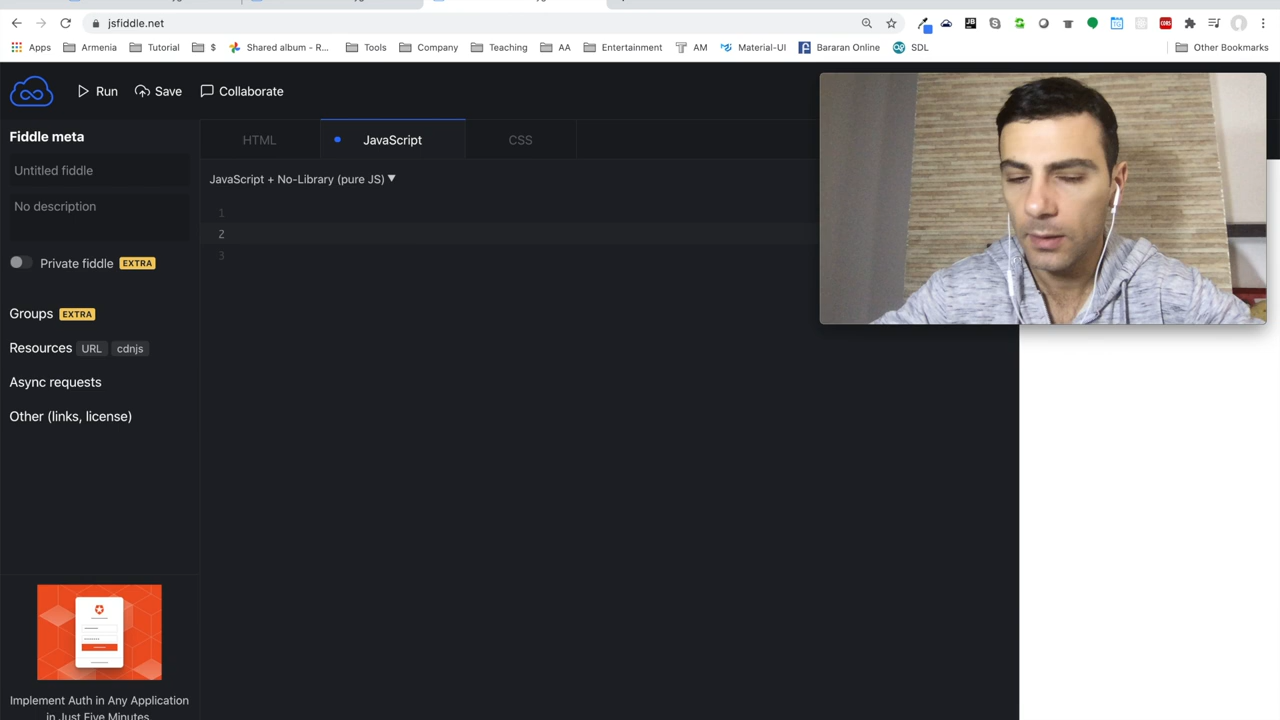 jsfiddle.net
Apps
Armenia
Tutorial
$
Shared album - R...
Tools
Company
Teaching
AA
Entertainment
AM
Material-UI
Bararan Online
SDL
Other Bookmarks
Run
Save
Collaborate
Fiddle meta
HTML
JavaScript
CSS
Untitled fiddle
JavaScript + No-Library (pure JS)
No description
1
2
3
Private fiddle EXTRA
Groups EXTRA
Resources URL cdnjs
Async requests
Other (links, license)
Implement Auth in Any Application
in Just Five Minutes